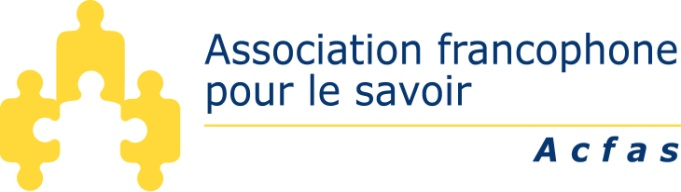 Association francophone
pour le savoir
Acfas